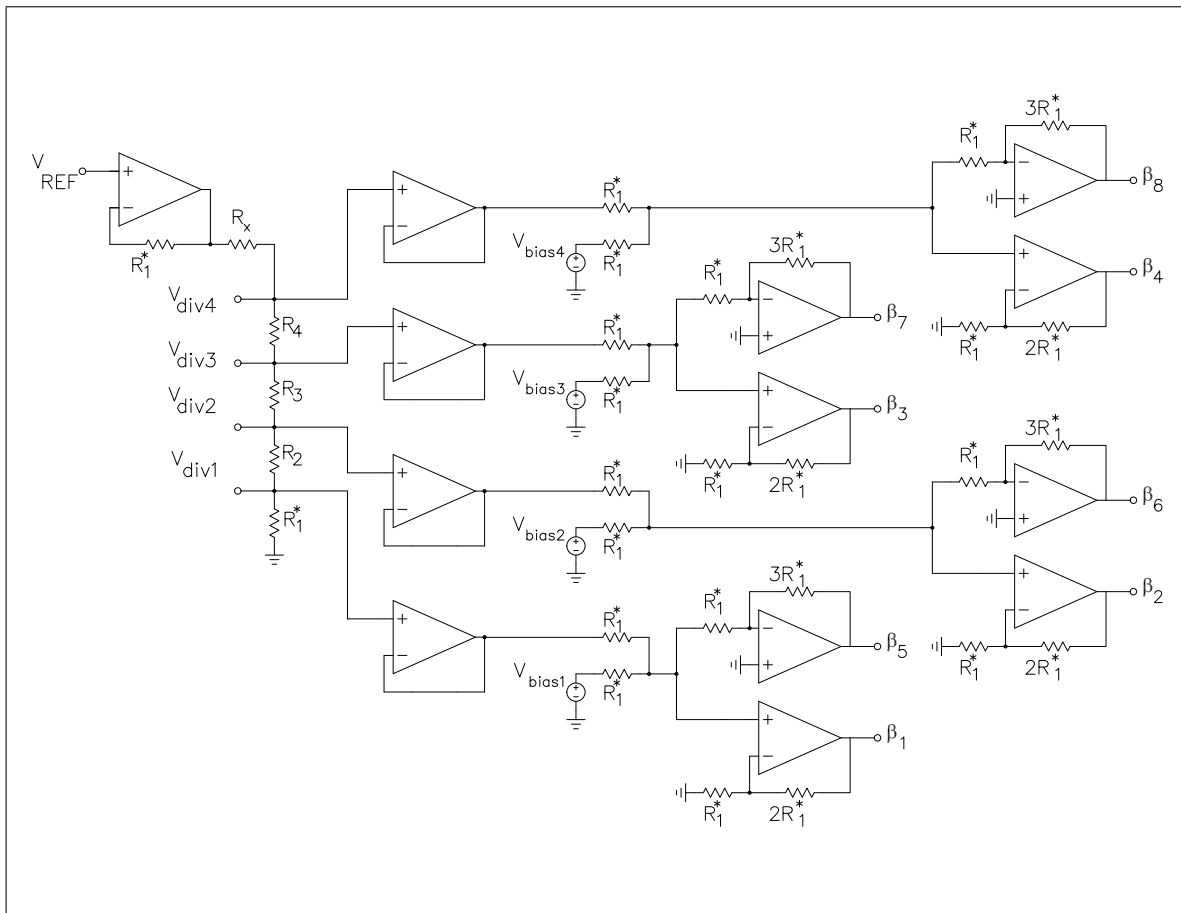 3R*1
R*1
β8
VREF
Rx
R*1
R*1
Vbias4
R*1
3R*1
R*1
β4
Vdiv4
R4
R*1
β7
R*1
2R*1
Vdiv3
Vbias3
R*1
R3
Vdiv2
β3
3R*1
R2
R*1
R*1
Vdiv1
R*1
2R*1
β6
R*1
Vbias2
R*1
3R*1
R*1
β2
R*1
β5
R*1
2R*1
Vbias1
R*1
β1
R*1
2R*1